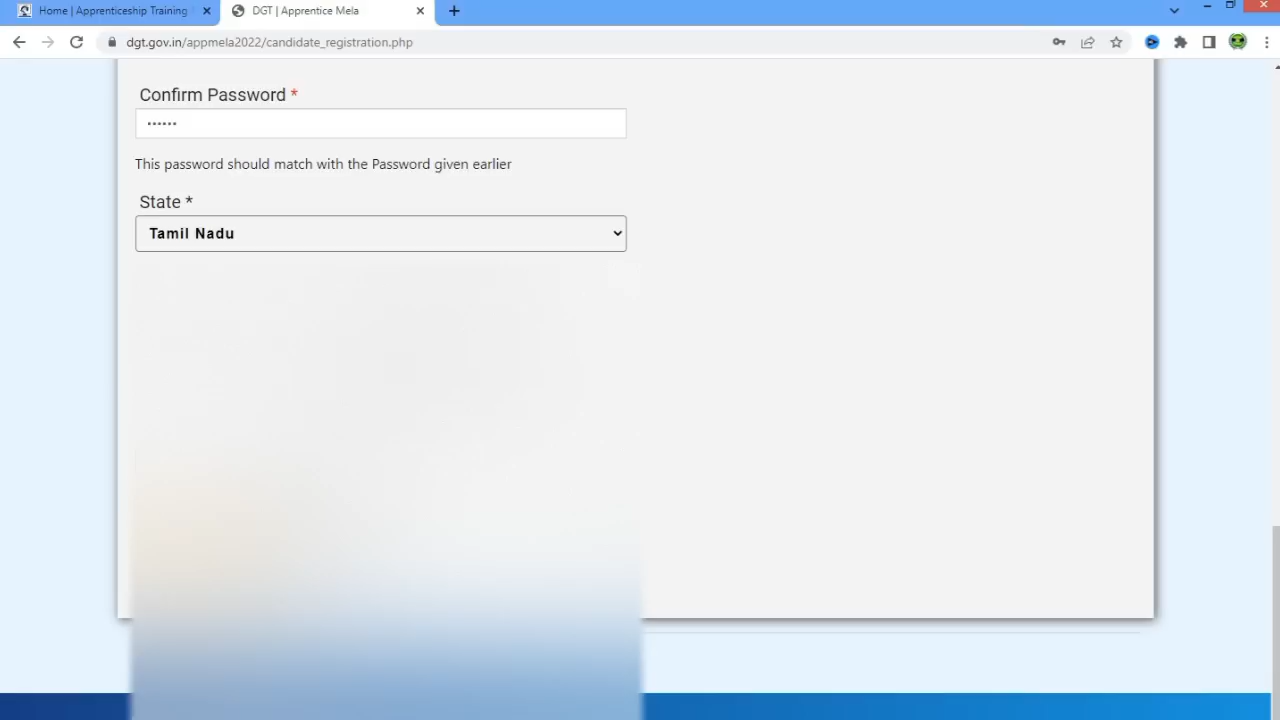 Home | Apprenticeship Training
DGT | Apprentice Mela
dgt.gov.in/appmela2022/candidate_registration.php
Confirm Password *
••••••
This password should match with the Password given earlier
State *
Tamil Nadu